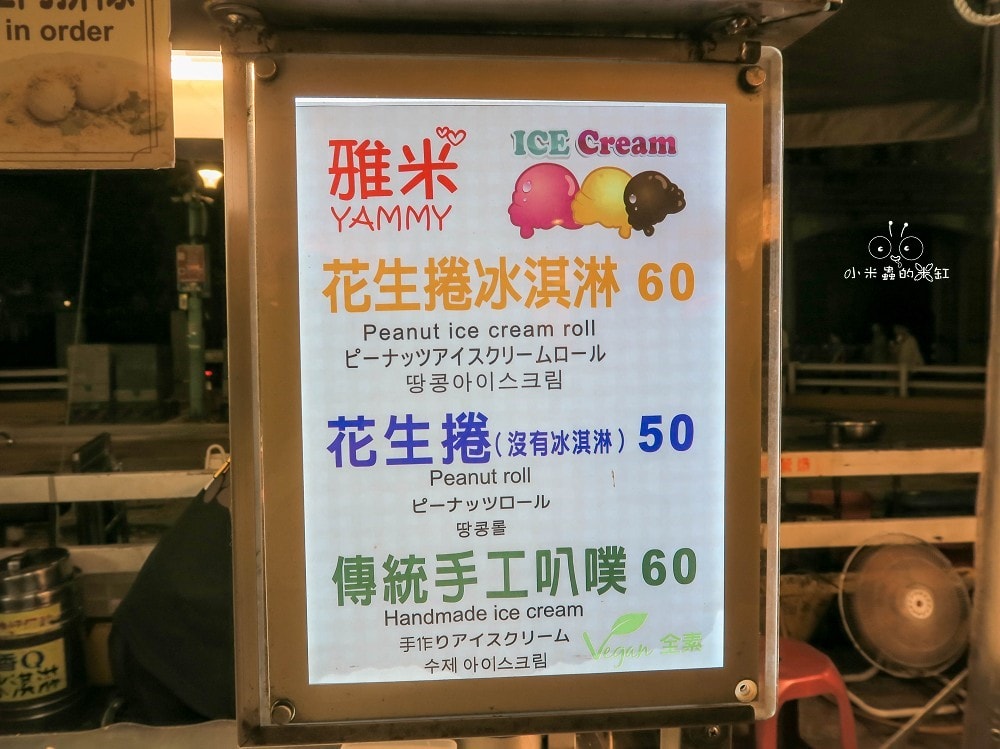 in order
雅米
YAMMY
ICE Cream
花生捲冰淇淋 60
Peanut ice cream roll
ピーナッツアイスクリームロール
땅콩아이스크림
花生捲(沒有冰淇淋) 50
Peanut roll
ピーナッツロール
땅콩롤
傳統手工叭噗 60
Handmade ice cream
手作りアイスクリーム
수제 아이스크림
Vegan 全素
小米蟲的米缸